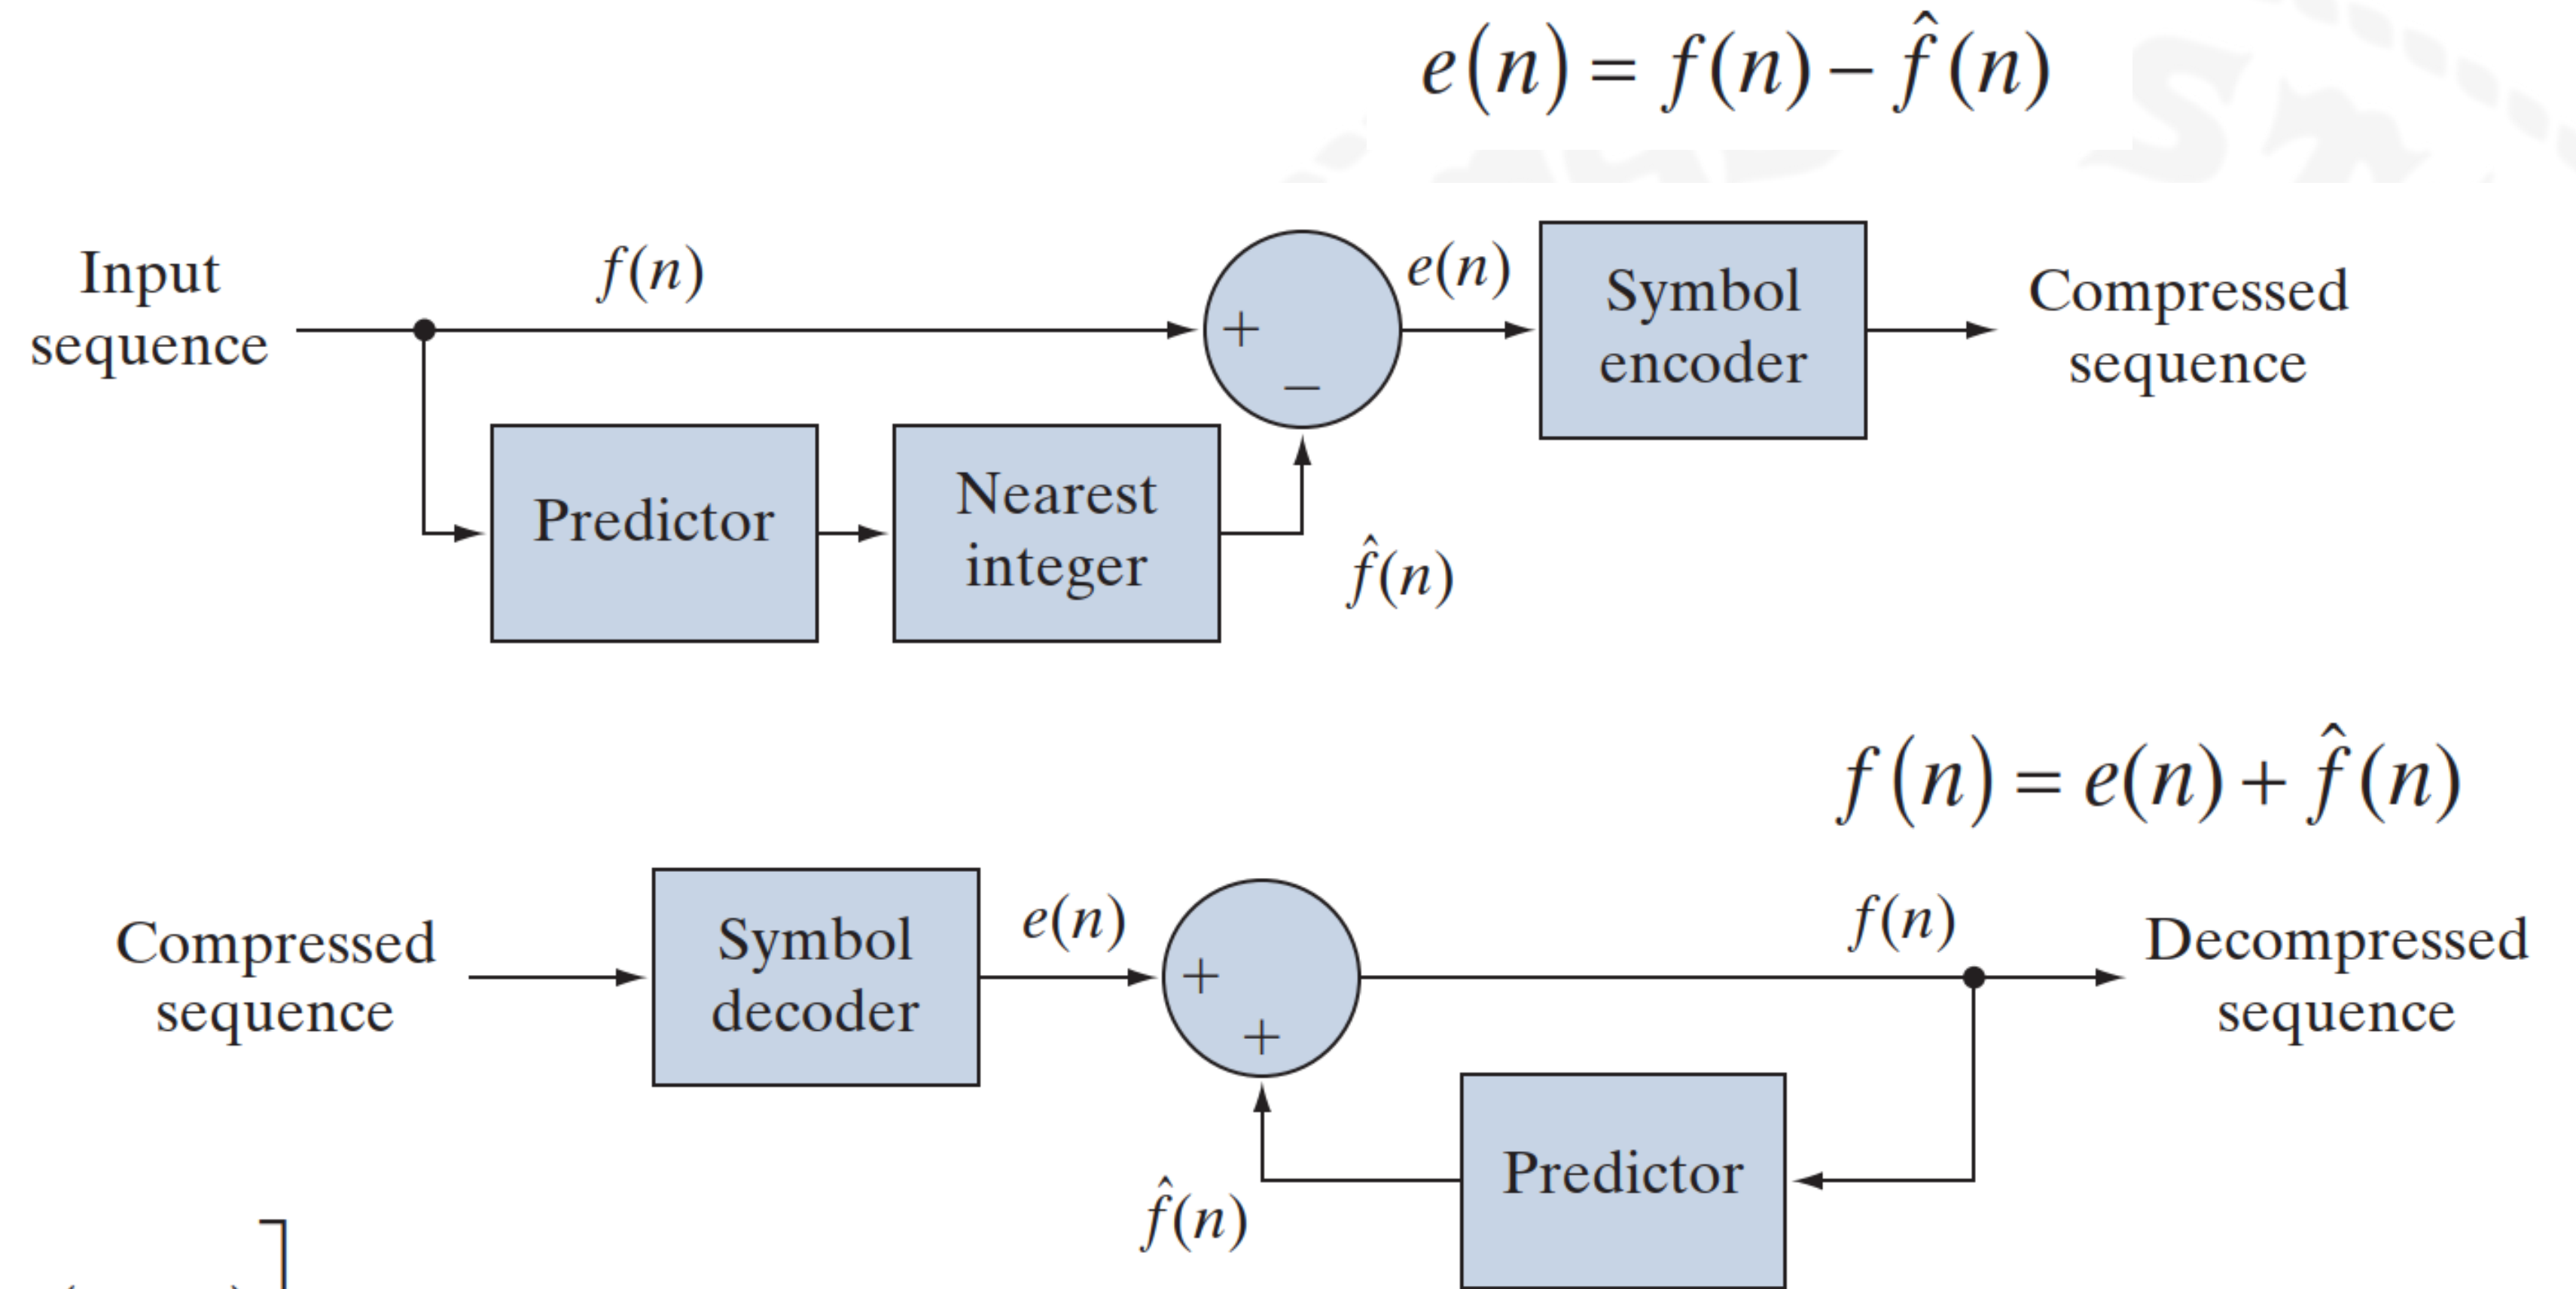 e(n) = f(n) − f̂(n)
Input
sequence
f(n)
+
−
e(n)
Symbol
encoder
Compressed
sequence
Predictor
Nearest
integer
f̂(n)
f(n) = e(n) + f̂(n)
Compressed
sequence
Symbol
decoder
e(n)
+
+
f(n)
Decompressed
sequence
Predictor
f̂(n)